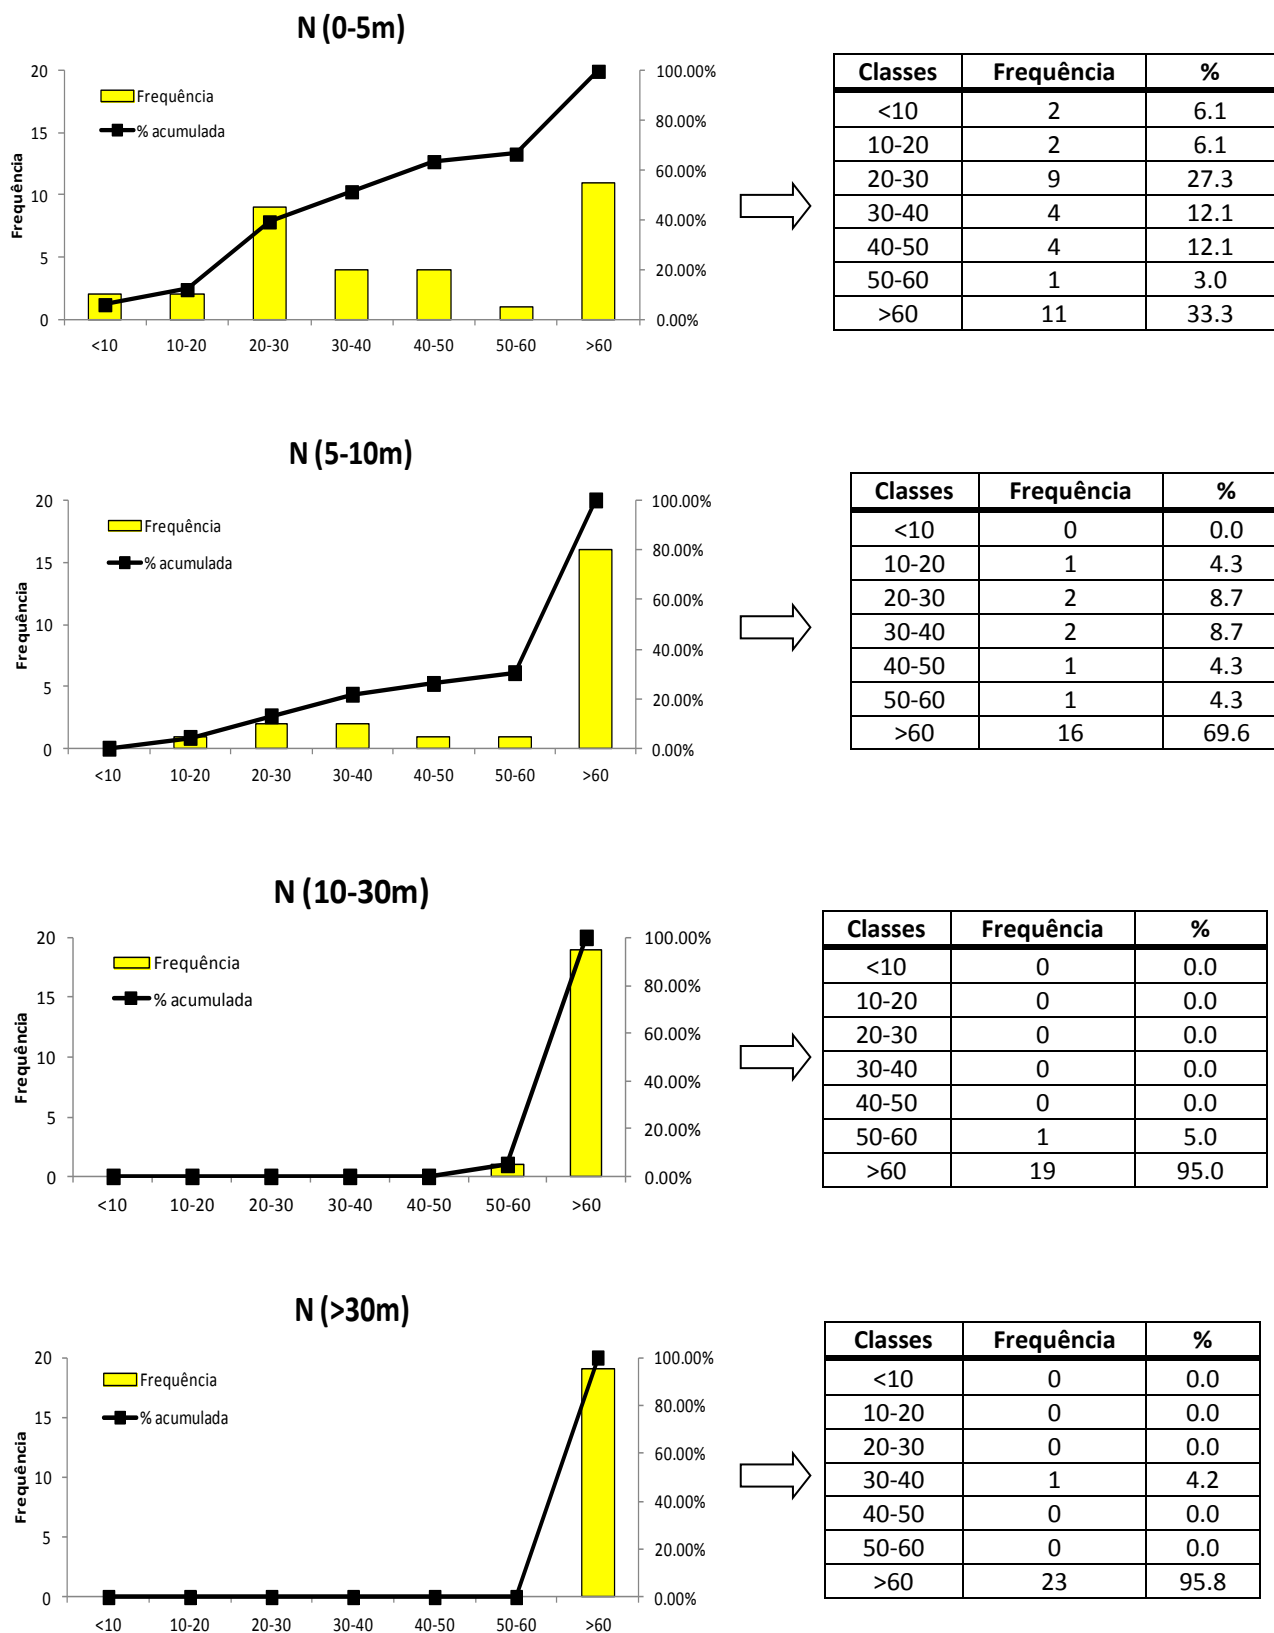 N (0-5m)
20
15
10
5
0
Frequência
Frequência
% acumulada
100.00%
80.00%
60.00%
40.00%
20.00%
0.00%
<10 10-20 20-30 30-40 40-50 50-60 >60
Classes Frequência %
<10 2 6.1
10-20 2 6.1
20-30 9 27.3
30-40 4 12.1
40-50 4 12.1
50-60 1 3.0
>60 11 33.3
N (5-10m)
20
15
10
5
0
Frequência
Frequência
% acumulada
100.00%
80.00%
60.00%
40.00%
20.00%
0.00%
<10 10-20 20-30 30-40 40-50 50-60 >60
Classes Frequência %
<10 0 0.0
10-20 1 4.3
20-30 2 8.7
30-40 2 8.7
40-50 1 4.3
50-60 1 4.3
>60 16 69.6
N (10-30m)
20
15
10
5
0
Frequência
Frequência
% acumulada
100.00%
80.00%
60.00%
40.00%
20.00%
0.00%
<10 10-20 20-30 30-40 40-50 50-60 >60
Classes Frequência %
<10 0 0.0
10-20 0 0.0
20-30 0 0.0
30-40 0 0.0
40-50 0 0.0
50-60 1 5.0
>60 19 95.0
N (>30m)
20
15
10
5
0
Frequência
Frequência
% acumulada
100.00%
80.00%
60.00%
40.00%
20.00%
0.00%
<10 10-20 20-30 30-40 40-50 50-60 >60
Classes Frequência %
<10 0 0.0
10-20 0 0.0
20-30 0 0.0
30-40 1 4.2
40-50 0 0.0
50-60 0 0.0
>60 23 95.8